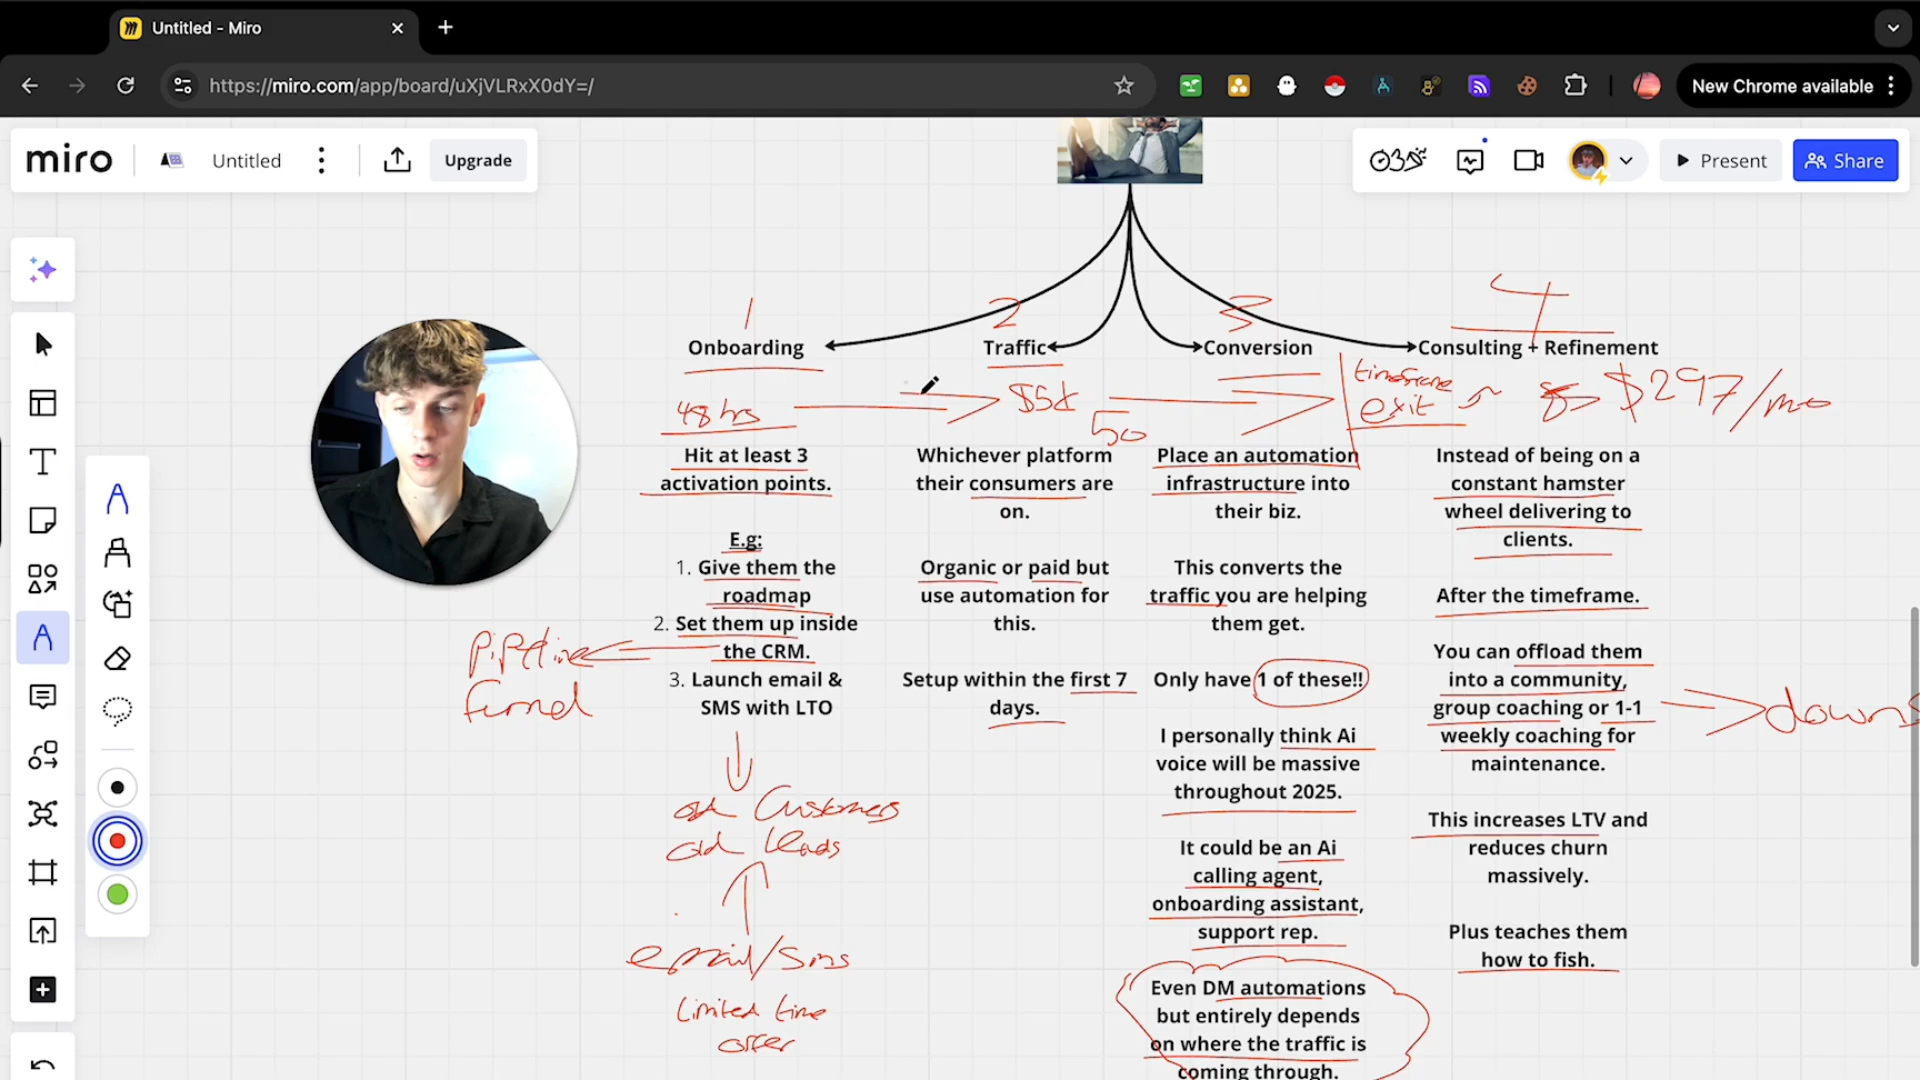 Untitled - Miro
https://miro.com/app/board/uXjVLRxX0dY=/
New Chrome available
miro
Untitled
Upgrade
Present
Share
1
2
3
4
Onboarding
Traffic
Conversion
Consulting + Refinement
48 hrs
50
timeframe
exit
$297/mo
Hit at least 3
activation points.
E.g:
1. Give them the
roadmap
2. Set them up inside
the CRM.
3. Launch email &
SMS with LTO
Pipeline
funnel
old Customers
old leads
email/sms
Limited time
offer
Whichever platform
their consumers are
on.
Organic or paid but
use automation for
this.
Setup within the first 7
days.
Place an automation
infrastructure into
their biz.
This converts the
traffic you are helping
them get.
Only have 1 of these!!
I personally think Ai
voice will be massive
throughout 2025.
It could be an Ai
calling agent,
onboarding assistant,
support rep.
Even DM automations
but entirely depends
on where the traffic is
coming through.
Instead of being on a
constant hamster
wheel delivering to
clients.
After the timeframe.
You can offload them
into a community,
group coaching or 1-1
weekly coaching for
maintenance.
downs
This increases LTV and
reduces churn
massively.
Plus teaches them
how to fish.